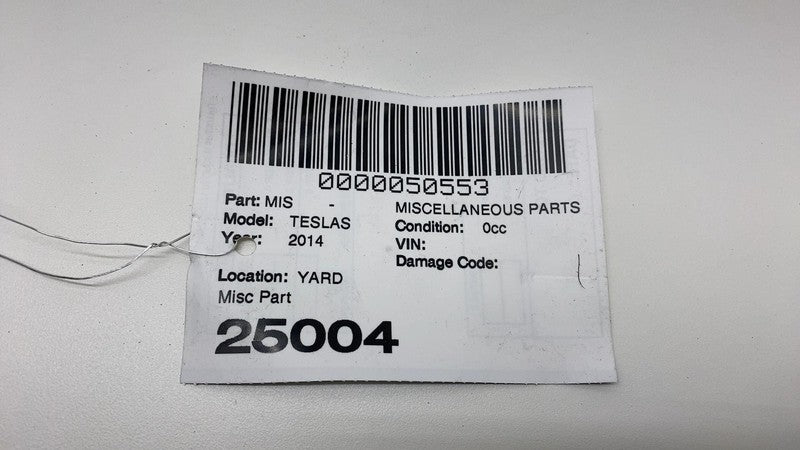 0000050553
Part: MIS - MISCELLANEOUS PARTS
Model: TESLAS Condition: 0cc
Year: 2014 VIN:
Damage Code:
Location: YARD
Misc Part
25004